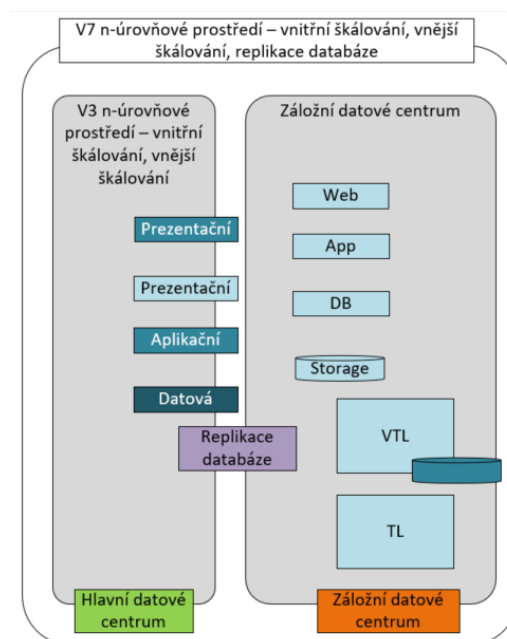 V7 n-úrovňové prostředí – vnitřní škálování, vnější
škálování, replikace databáze
V3 n-úrovňové
prostředí – vnitřní
škálování, vnější
škálování
Prezentační
Prezentační
Aplikační
Datová
Replikace
databáze
Hlavní datové
centrum
Záložní datové centrum
Web
App
DB
Storage
VTL
TL
Záložní datové
centrum